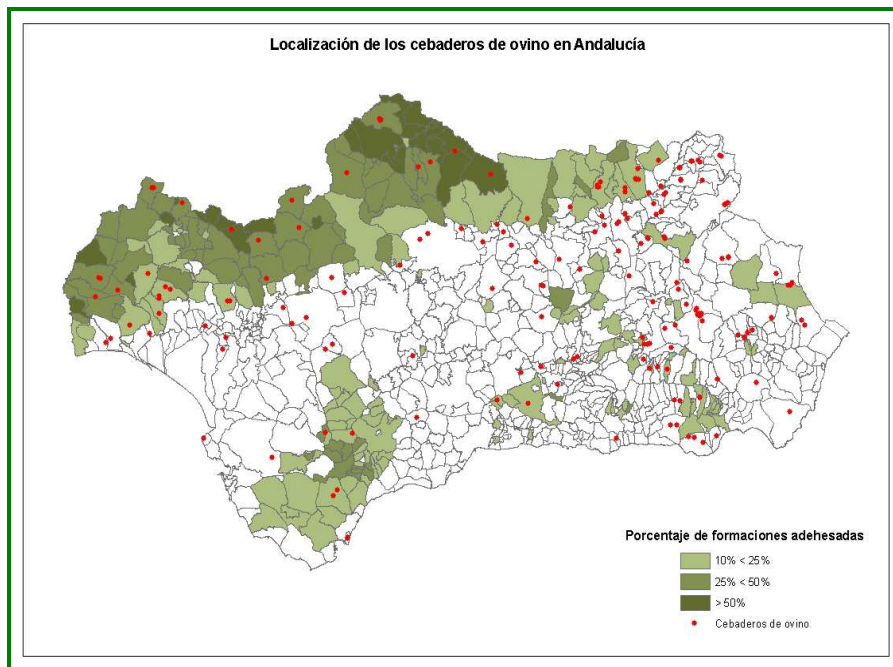 Localización de los cebaderos de ovino en Andalucía
Porcentaje de formaciones adehesadas
10% < 25%
25% < 50%
> 50%
Cebaderos de ovino